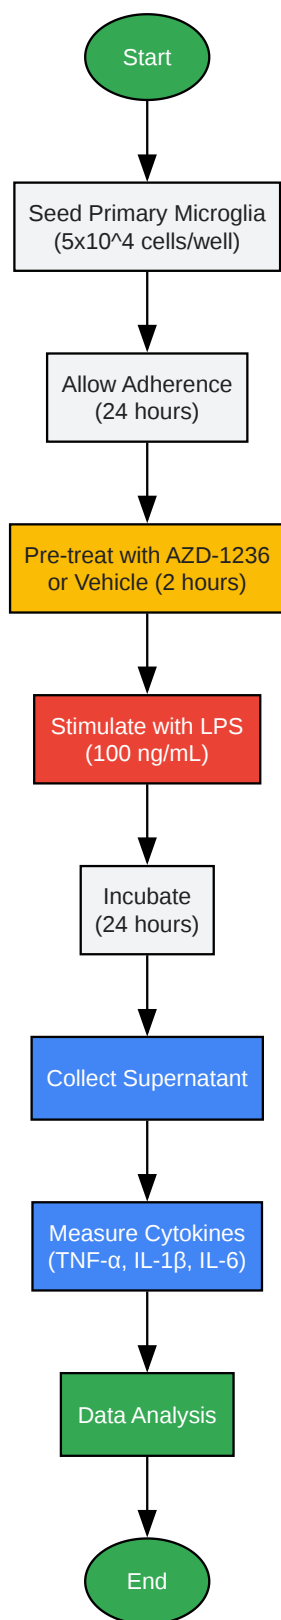 Start
Seed Primary Microglia
(5x10^4 cells/well)
Allow Adherence
(24 hours)
Pre-treat with AZD-1236
or Vehicle (2 hours)
Stimulate with LPS
(100 ng/mL)
Incubate
(24 hours)
Collect Supernatant
Measure Cytokines
(TNF-α, IL-1β, IL-6)
Data Analysis
End